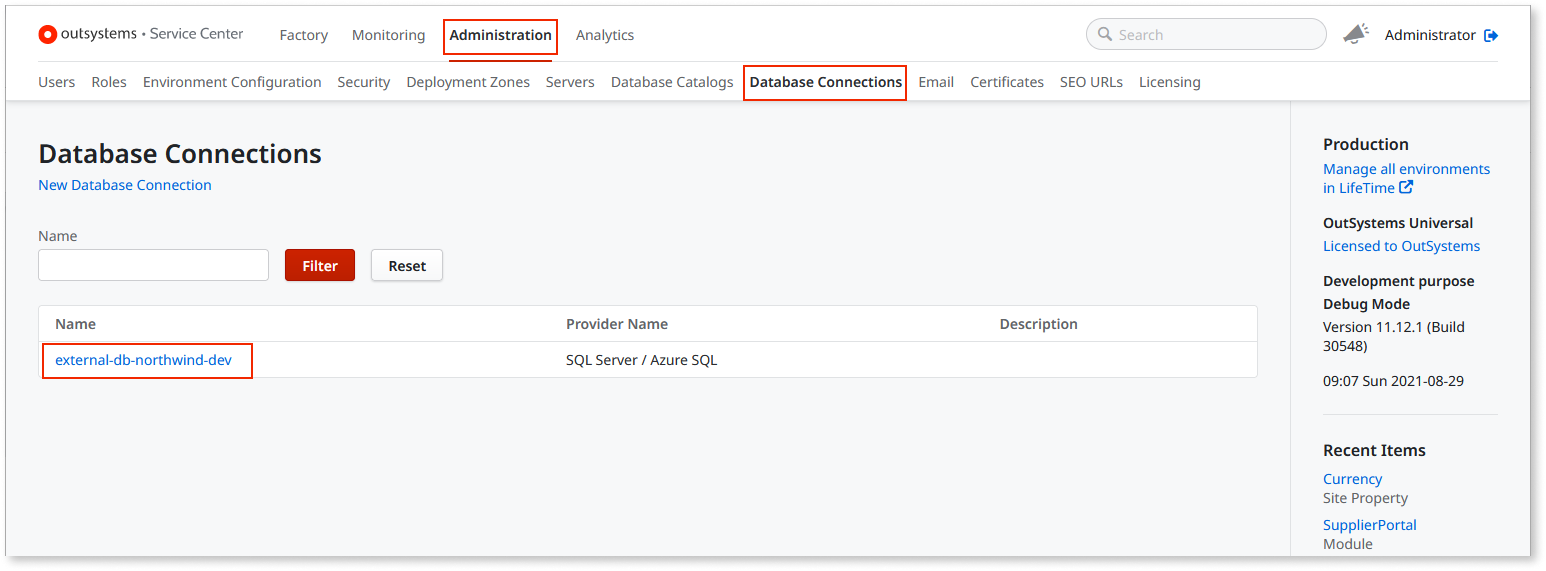 outsystems • Service Center Factory Monitoring Administration Analytics Search Administrator
Users Roles Environment Configuration Security Deployment Zones Servers Database Catalogs Database Connections Email Certificates SEO URLs Licensing
Database Connections
New Database Connection
Name
Filter Reset
Name Provider Name Description
external-db-northwind-dev SQL Server / Azure SQL
Production
Manage all environments
in LifeTime
OutSystems Universal
Licensed to OutSystems
Development purpose
Debug Mode
Version 11.12.1 (Build
30548)
09:07 Sun 2021-08-29
Recent Items
Currency
Site Property
SupplierPortal
Module